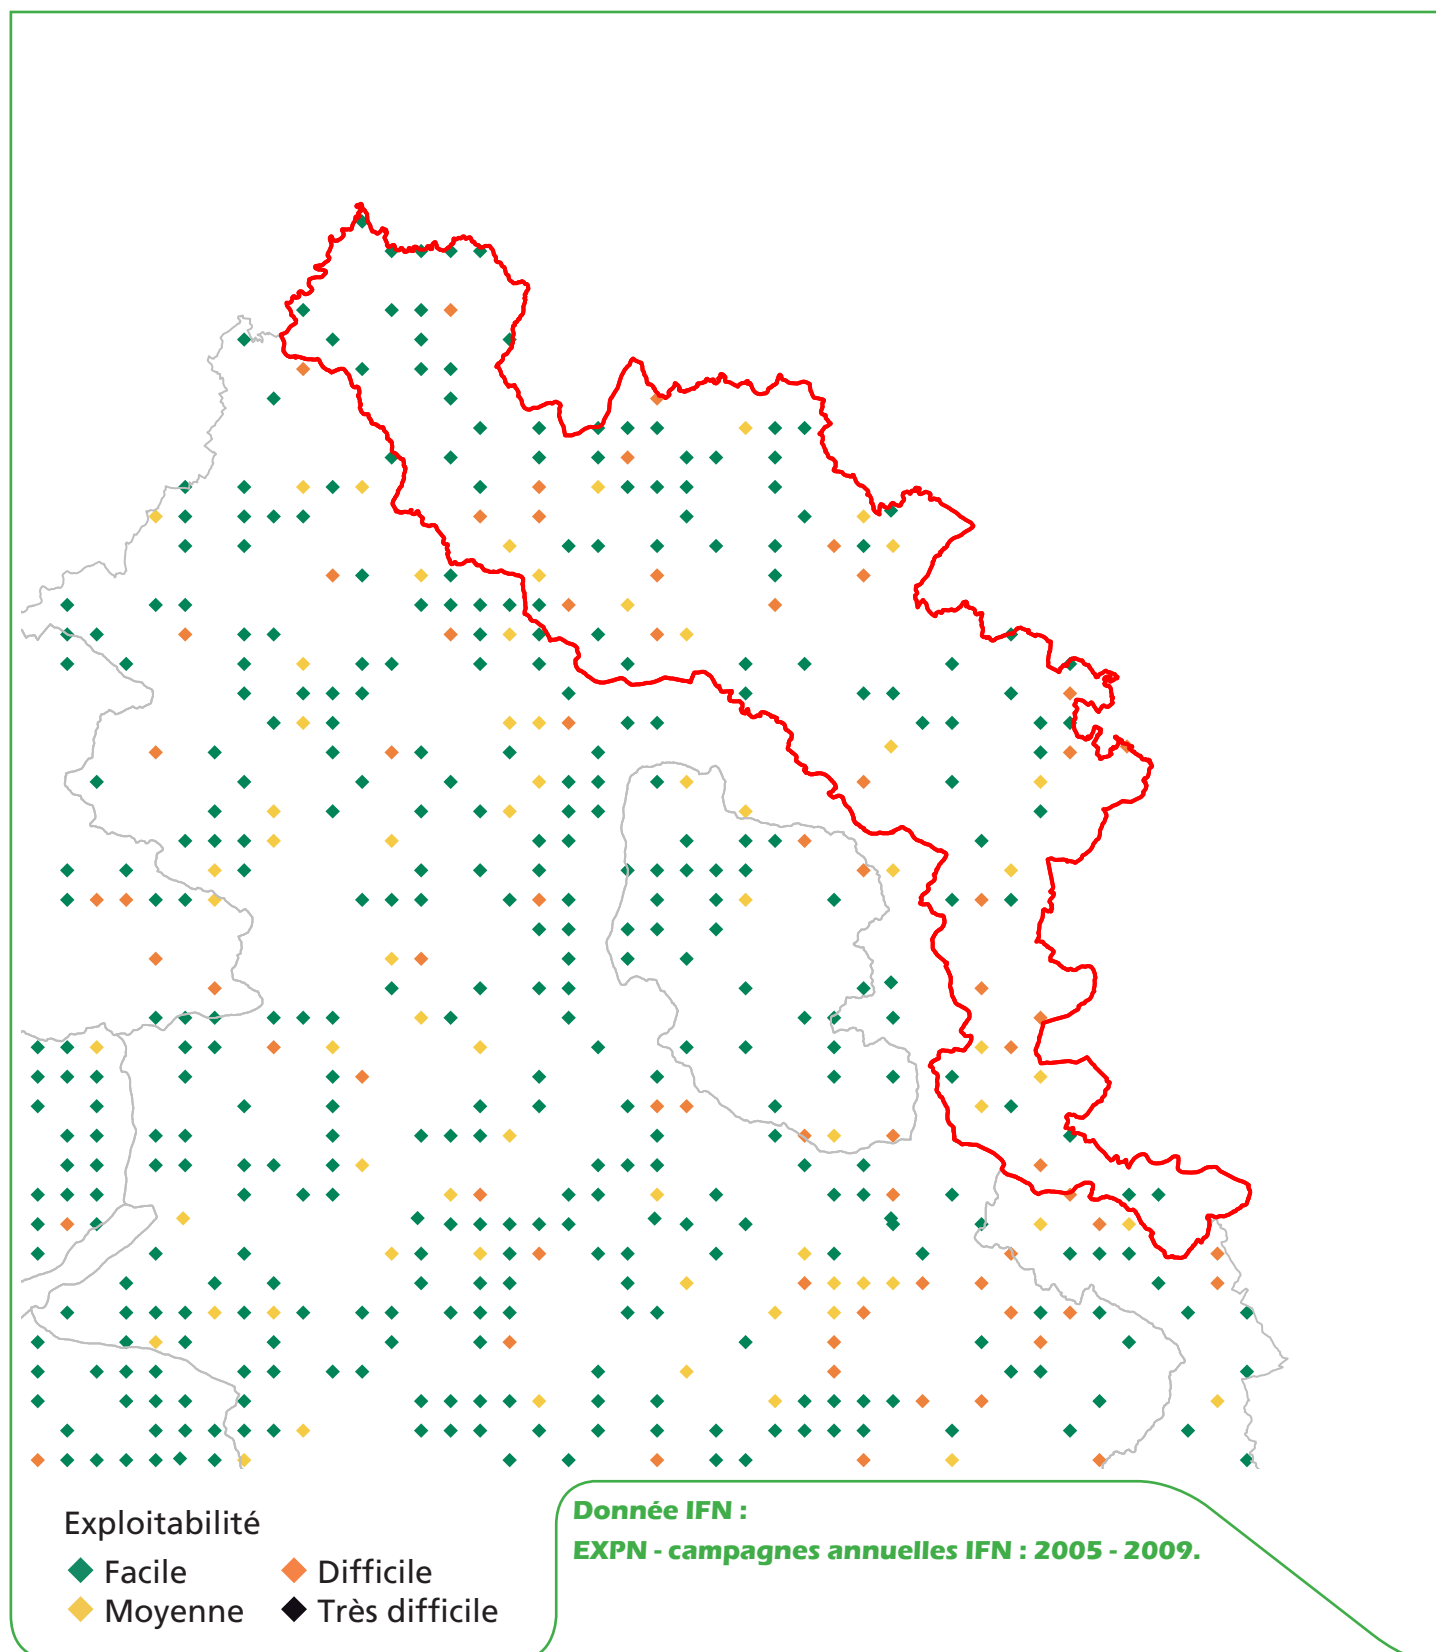 Exploitabilité
Facile
Difficile
Moyenne
Très difficile
Donnée IFN :
EXPN - campagnes annuelles IFN : 2005 - 2009.